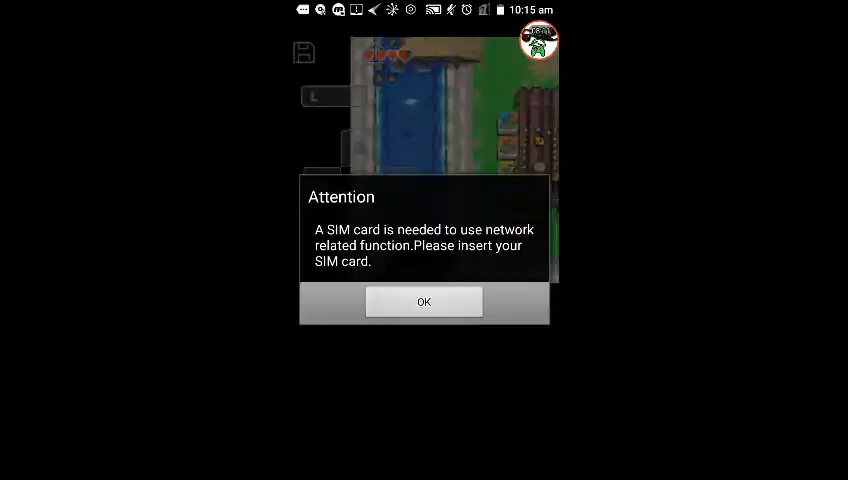 10:15 am
L
Attention
A SIM card is needed to use network
related function.Please insert your
SIM card.
OK